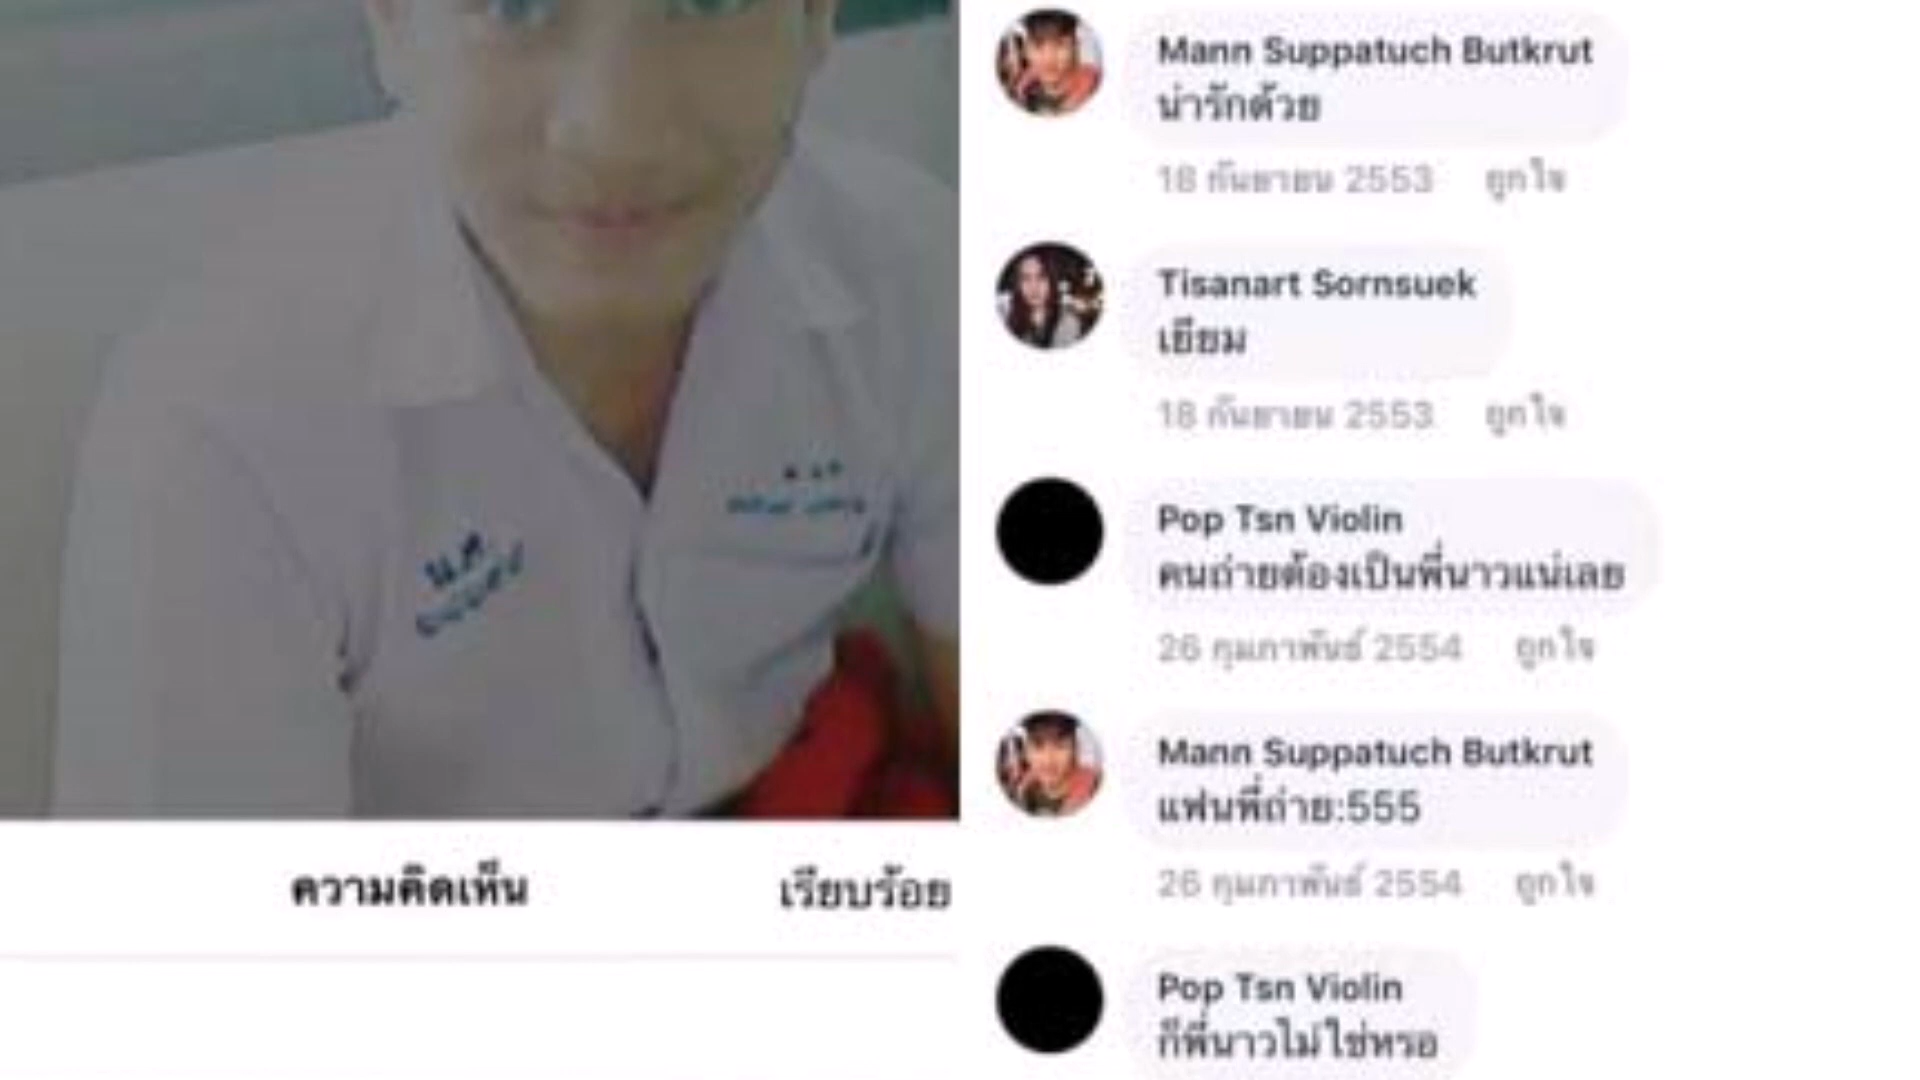 ความคิดเห็น
เรียบร้อย
Mann Suppatuch Butkrut
น่ารักด้วย
18 กันยายน 2553 ถูกใจ
Tisanart Sornsuek
เยียม
18 กันยายน 2553 ถูกใจ
Pop Tsn Violin
คนถ่ายต้องเป็นพี่นาวแน่เลย
26 กุมภาพันธ์ 2554 ถูกใจ
Mann Suppatuch Butkrut
แฟนพี่ถ่าย:555
26 กุมภาพันธ์ 2554 ถูกใจ
Pop Tsn Violin
ก็พี่นาวไม่ใช่หรอ